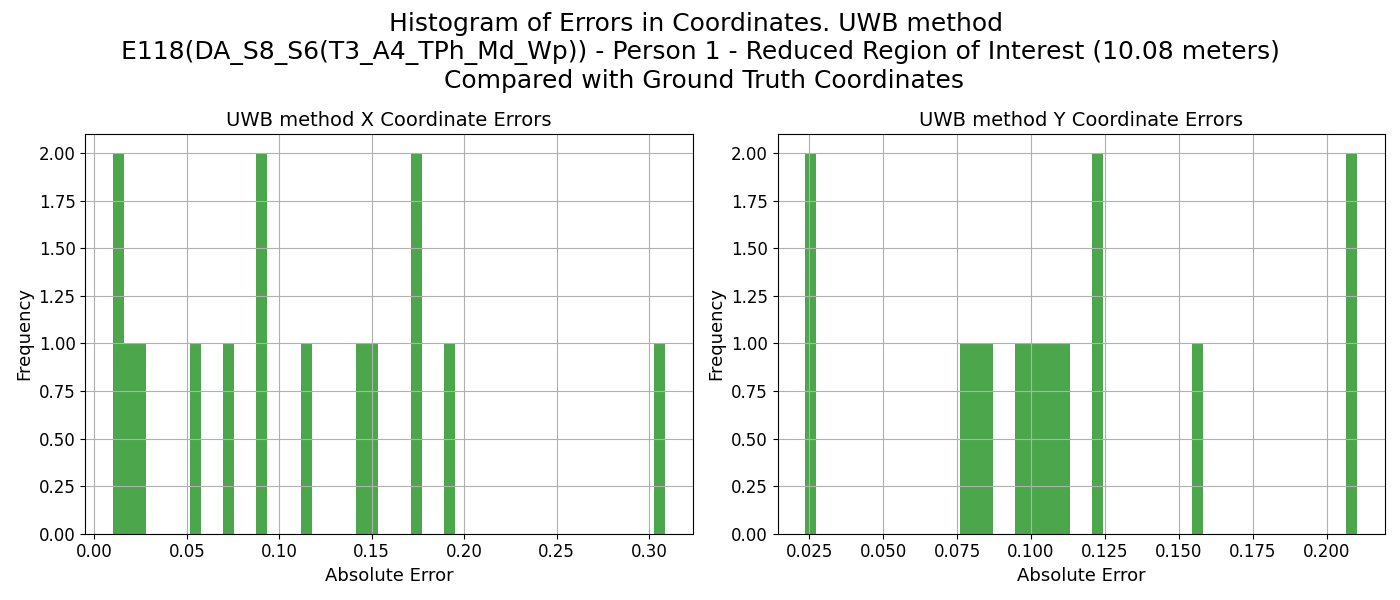 Histogram of Errors in Coordinates. UWB method
E118(DA_S8_S6(T3_A4_TPh_Md_Wp)) - Person 1 - Reduced Region of Interest (10.08 meters)
Compared with Ground Truth Coordinates
UWB method X Coordinate Errors
2.00
1.75
1.50
1.25
1.00
0.75
0.50
0.25
0.00
Frequency
0.00 0.05 0.10 0.15 0.20 0.25 0.30
Absolute Error
UWB method Y Coordinate Errors
2.00
1.75
1.50
1.25
1.00
0.75
0.50
0.25
0.00
Frequency
0.025 0.050 0.075 0.100 0.125 0.150 0.175 0.200
Absolute Error